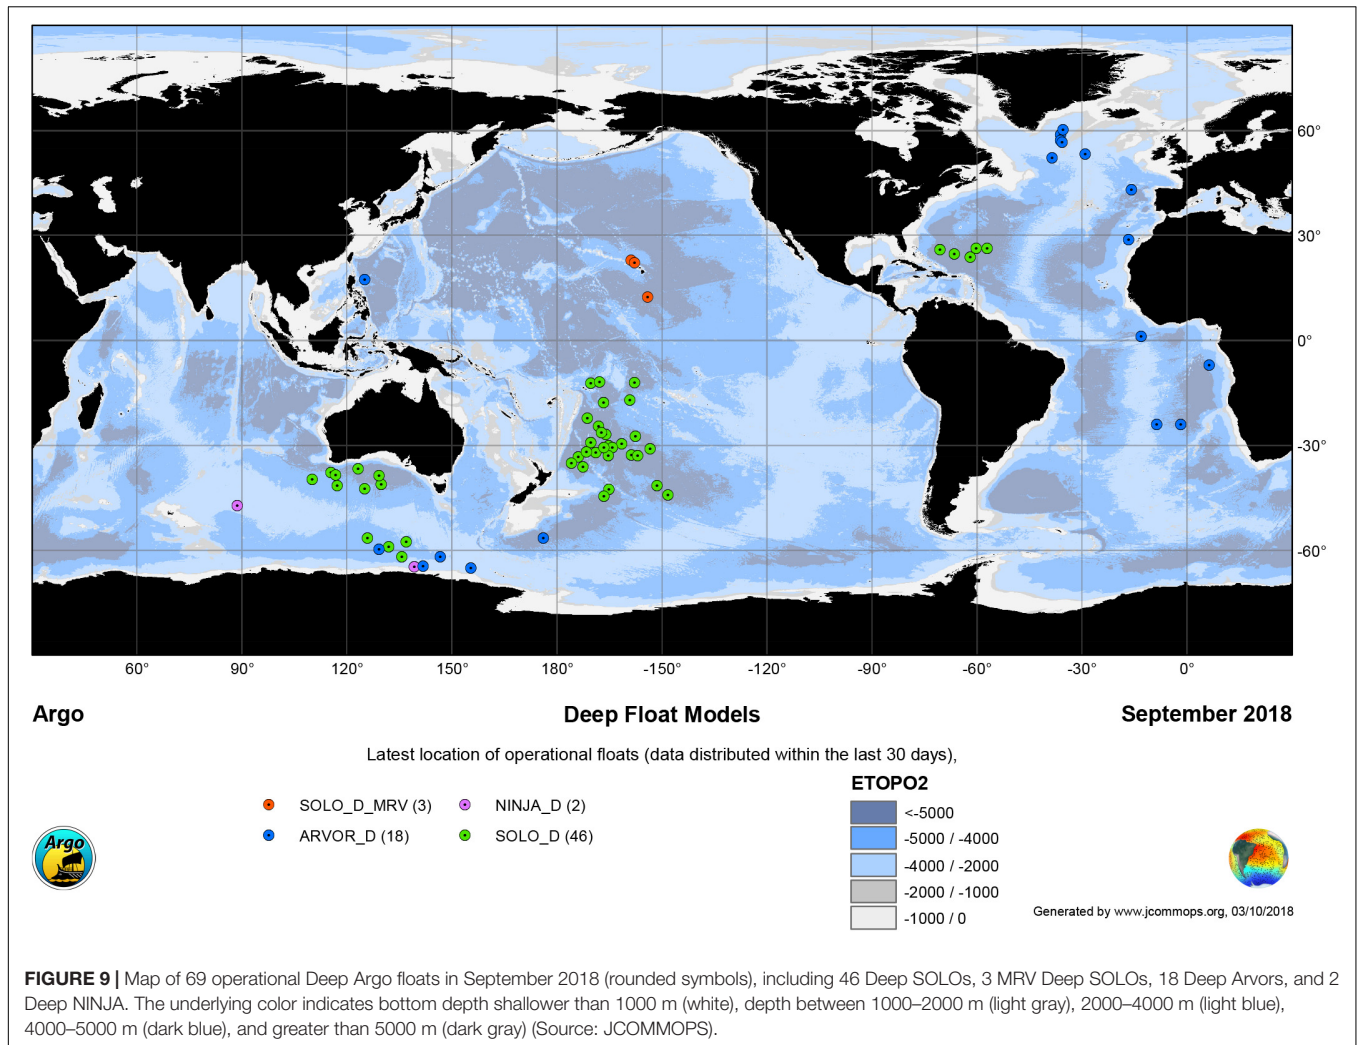 60°
30°
0°
-30°
-60°
60°
90°
120°
150°
180°
-150°
-120°
-90°
-60°
-30°
0°
Argo
Deep Float Models
September 2018
Latest location of operational floats (data distributed within the last 30 days),
SOLO_D_MRV (3)
NINJA_D (2)
ARVOR_D (18)
SOLO_D (46)
ETOPO2
<-5000
-5000 / -4000
-4000 / -2000
-2000 / -1000
-1000 / 0
Argo
Generated by www.jcommops.org, 03/10/2018
FIGURE 9 | Map of 69 operational Deep Argo floats in September 2018 (rounded symbols), including 46 Deep SOLOs, 3 MRV Deep SOLOs, 18 Deep Arvors, and 2
Deep NINJA. The underlying color indicates bottom depth shallower than 1000 m (white), depth between 1000–2000 m (light gray), 2000–4000 m (light blue),
4000–5000 m (dark blue), and greater than 5000 m (dark gray) (Source: JCOMMOPS).